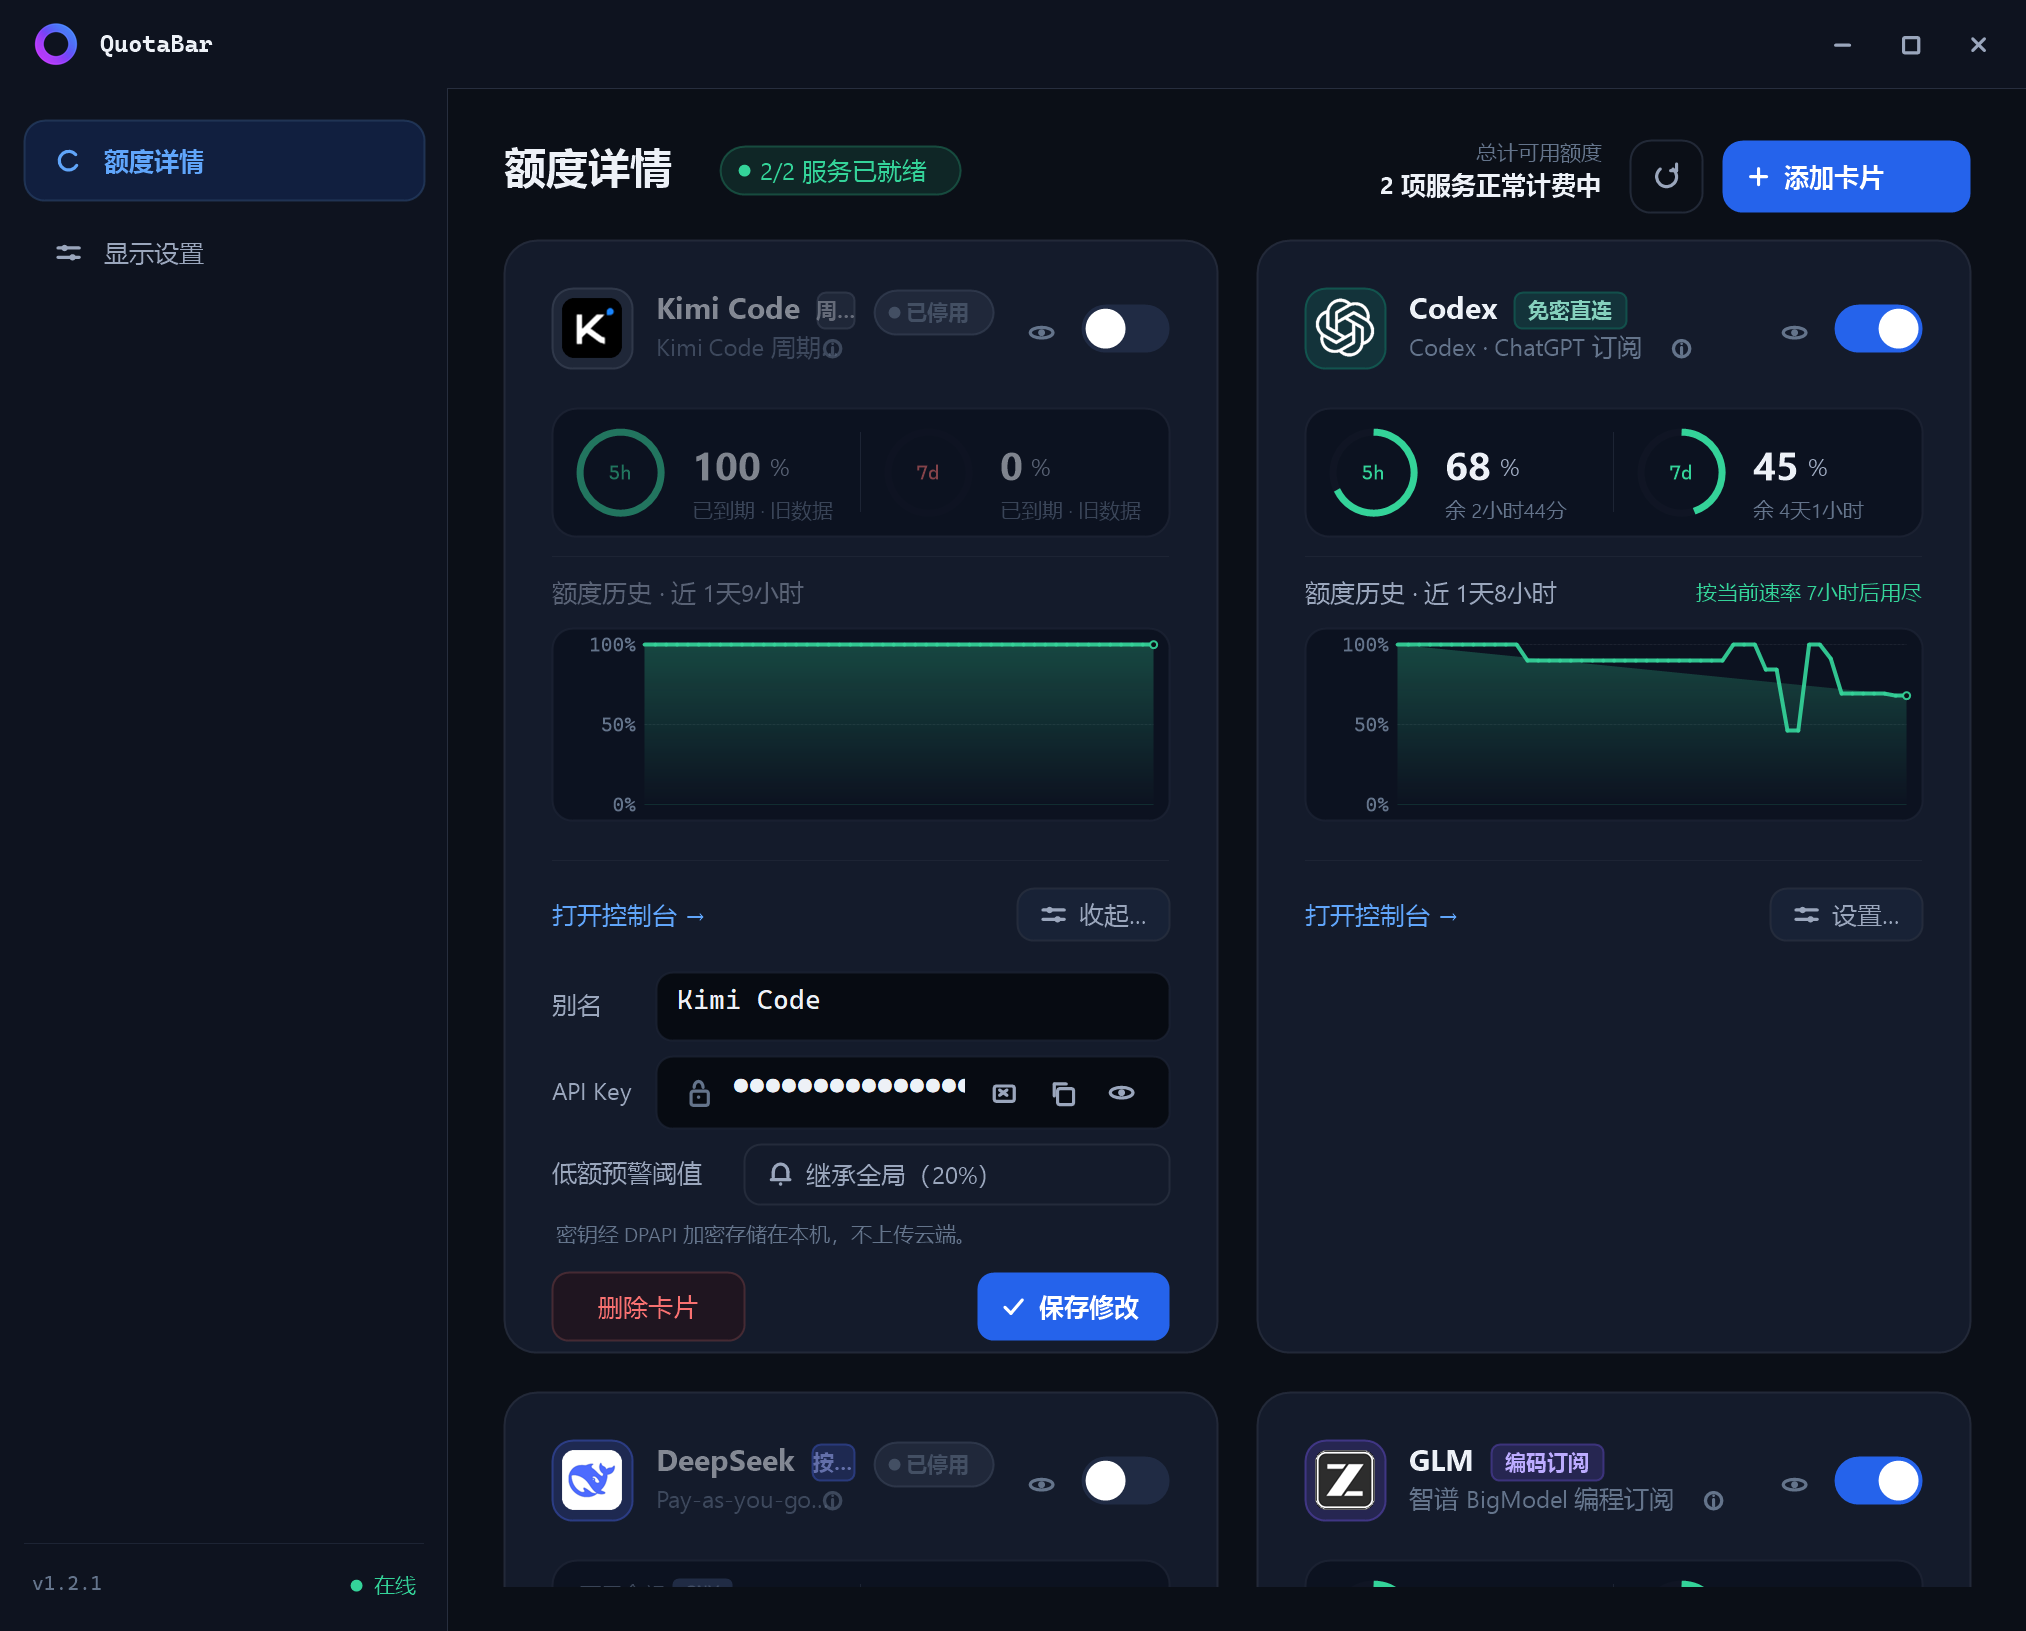 QuotaBar
额度详情
显示设置
v1.2.1
在线
额度详情
2/2 服务已就绪
总计可用额度
2 项服务正常计费中
添加卡片
Kimi Code 周... 已停用
Kimi Code 周期
5h 100 %
已到期 · 旧数据
7d 0 %
已到期 · 旧数据
额度历史 · 近 1天9小时
100%
50%
0%
打开控制台 →
收起...
别名 Kimi Code
API Key
低额预警阈值 继承全局（20%）
密钥经 DPAPI 加密存储在本机，不上传云端。
删除卡片
保存修改
Codex 免密直连
Codex · ChatGPT 订阅
5h 68 %
余 2小时44分
7d 45 %
余 4天1小时
额度历史 · 近 1天8小时
按当前速率 7小时后用尽
100%
50%
0%
打开控制台 →
设置...
DeepSeek 按... 已停用
Pay-as-you-go..
GLM 编码订阅
智谱 BigModel 编程订阅